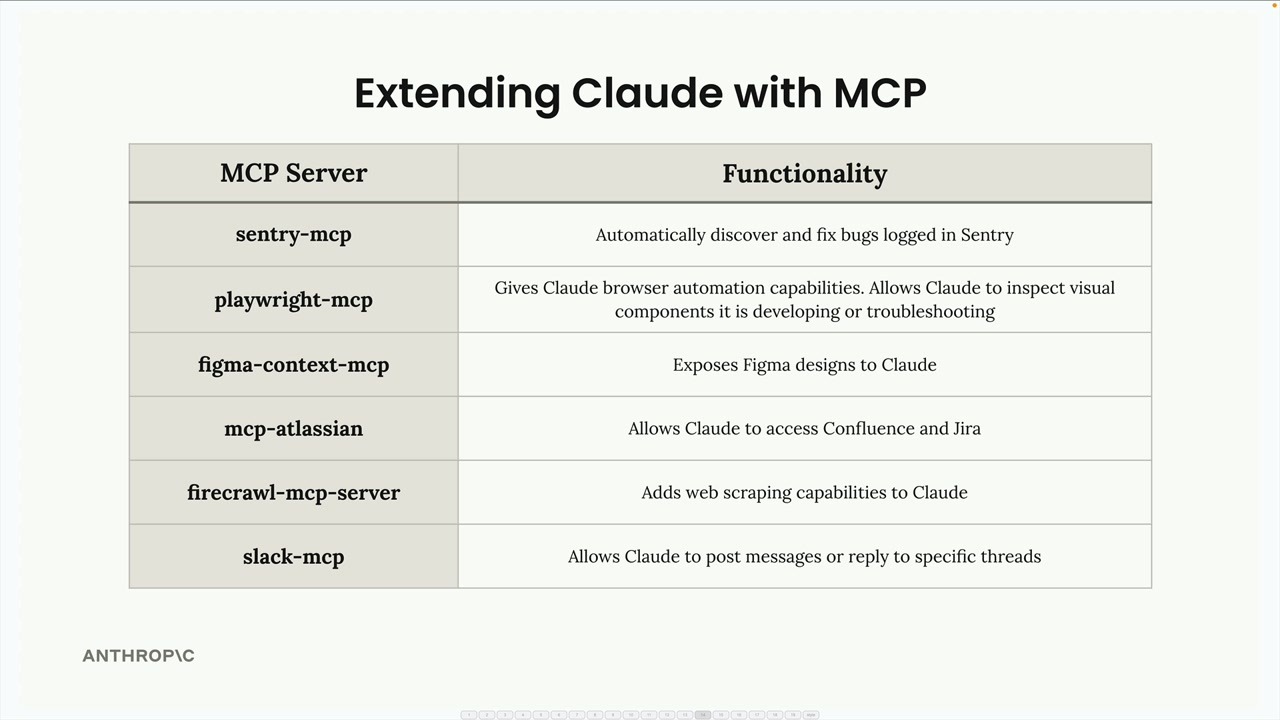 Extending Claude with MCP
MCP Server
Functionality
sentry-mcp
Automatically discover and fix bugs logged in Sentry
playwright-mcp
Gives Claude browser automation capabilities. Allows Claude to inspect visual
components it is developing or troubleshooting
figma-context-mcp
Exposes Figma designs to Claude
mcp-atlassian
Allows Claude to access Confluence and Jira
firecrawl-mcp-server
Adds web scraping capabilities to Claude
slack-mcp
Allows Claude to post messages or reply to specific threads
ANTHROP\C